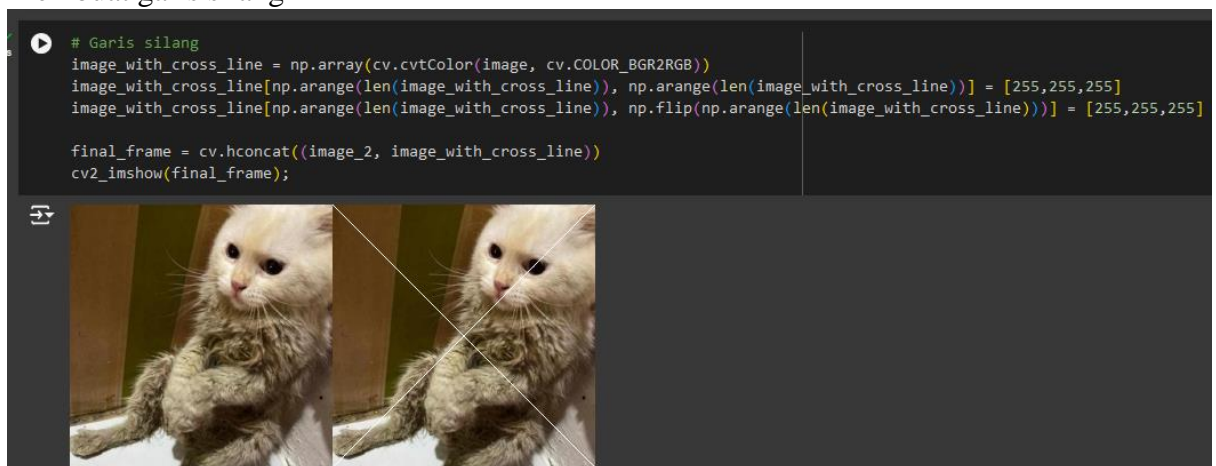 # Garis silang
image_with_cross_line = np.array(cv.cvtColor(image, cv.COLOR_BGR2RGB))
image_with_cross_line[np.arange(len(image_with_cross_line)), np.arange(len(image_with_cross_line))] = [255,255,255]
image_with_cross_line[np.arange(len(image_with_cross_line)), np.flip(np.arange(len(image_with_cross_line)))] = [255,255,255]
final_frame = cv.hconcat((image_2, image_with_cross_line))
cv2_imshow(final_frame);